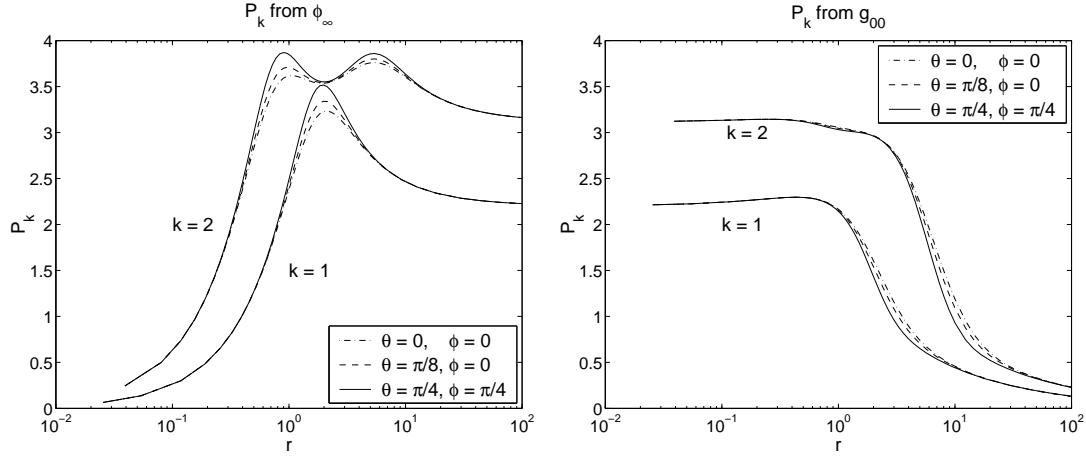 P_k from φ_∞
4
3.5
3
2.5
2
1.5
1
0.5
0
P_k
k = 2
k = 1
θ = 0, φ = 0
θ = π/8, φ = 0
θ = π/4, φ = π/4
10^-2 10^-1 10^0 10^1 10^2
r
P_k from g_00
4
3.5
3
2.5
2
1.5
1
0.5
0
P_k
θ = 0, φ = 0
θ = π/8, φ = 0
θ = π/4, φ = π/4
k = 2
k = 1
10^-2 10^-1 10^0 10^1 10^2
r